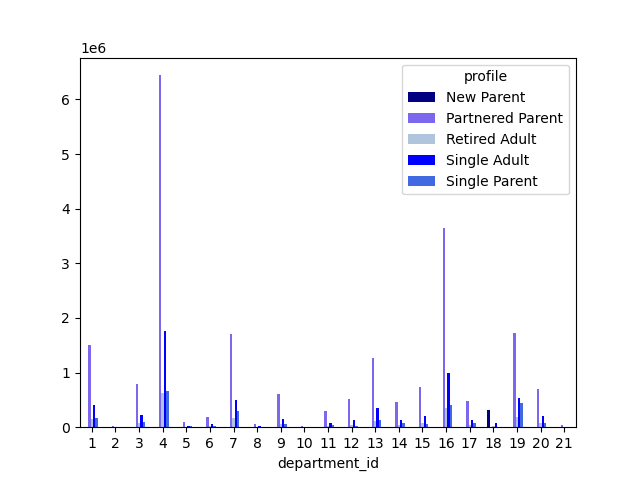 1e6
6
5
4
3
2
1
0
profile
New Parent
Partnered Parent
Retired Adult
Single Adult
Single Parent
1 2 3 4 5 6 7 8 9 10 11 12 13 14 15 16 17 18 19 20 21
department_id